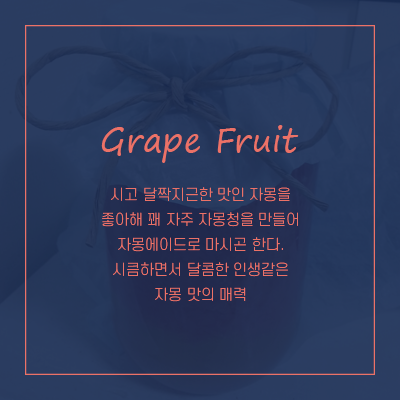 Grape Fruit
시고 달짝지근한 맛인 자몽을
좋아해 꽤 자주 자몽청을 만들어
자몽에이드로 마시곤 한다.
시큼하면서 달콤한 인생같은
자몽 맛의 매력